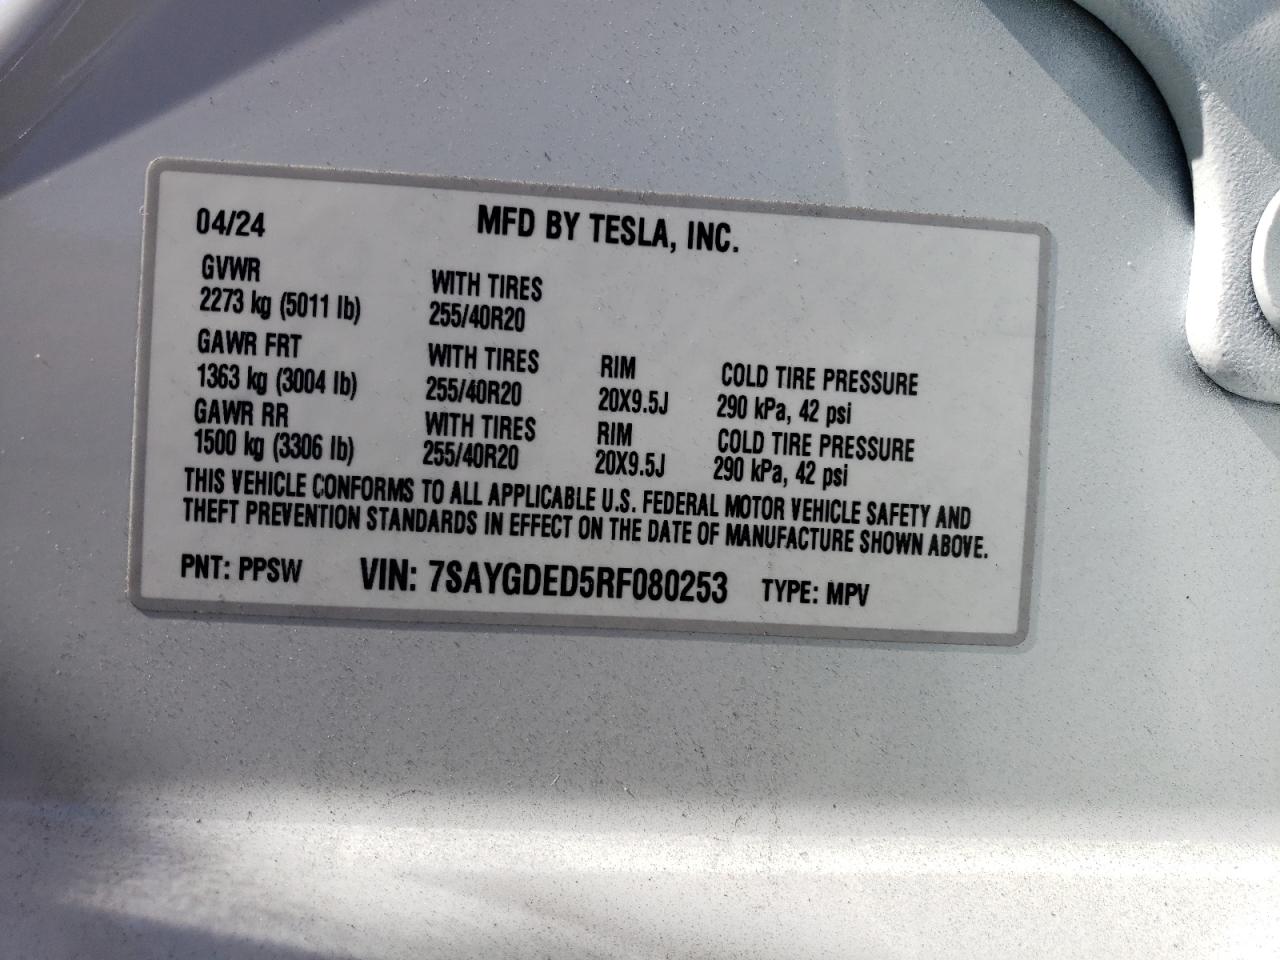 04/24 MFD BY TESLA, INC.
GVWR WITH TIRES
2273 kg (5011 lb) 255/40R20
GAWR FRT WITH TIRES RIM COLD TIRE PRESSURE
1363 kg (3004 lb) 255/40R20 20X9.5J 290 kPa, 42 psi
GAWR RR WITH TIRES RIM COLD TIRE PRESSURE
1500 kg (3306 lb) 255/40R20 20X9.5J 290 kPa, 42 psi
THIS VEHICLE CONFORMS TO ALL APPLICABLE U.S. FEDERAL MOTOR VEHICLE SAFETY AND
THEFT PREVENTION STANDARDS IN EFFECT ON THE DATE OF MANUFACTURE SHOWN ABOVE.
PNT: PPSW VIN: 7SAYGDED5RF080253 TYPE: MPV